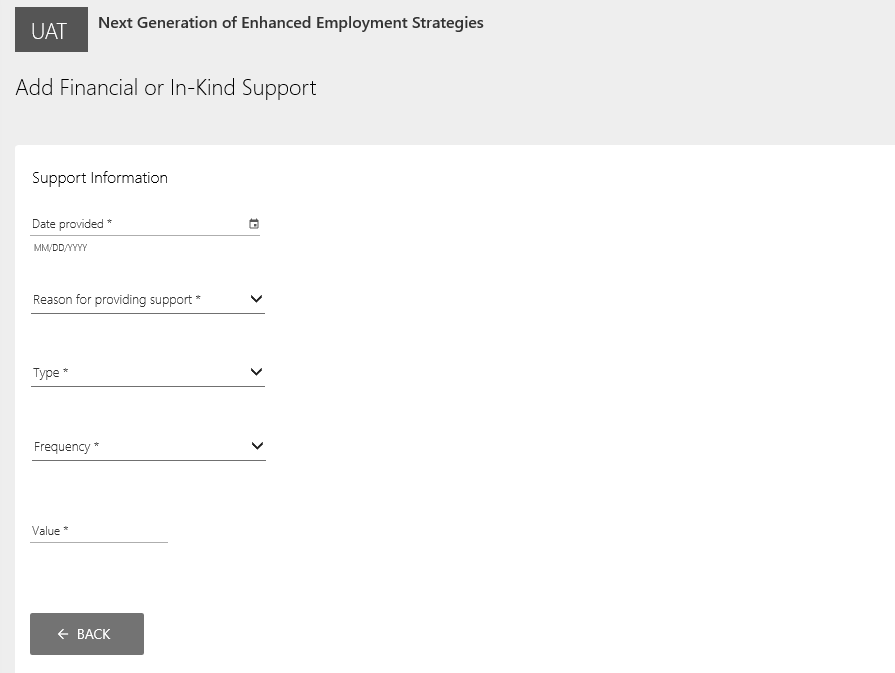 UAT
Next Generation of Enhanced Employment Strategies
Add Financial or In-Kind Support
Support Information
Date provided *
MM/DD/YYYY
Reason for providing support *
Type *
Frequency *
Value *
← BACK